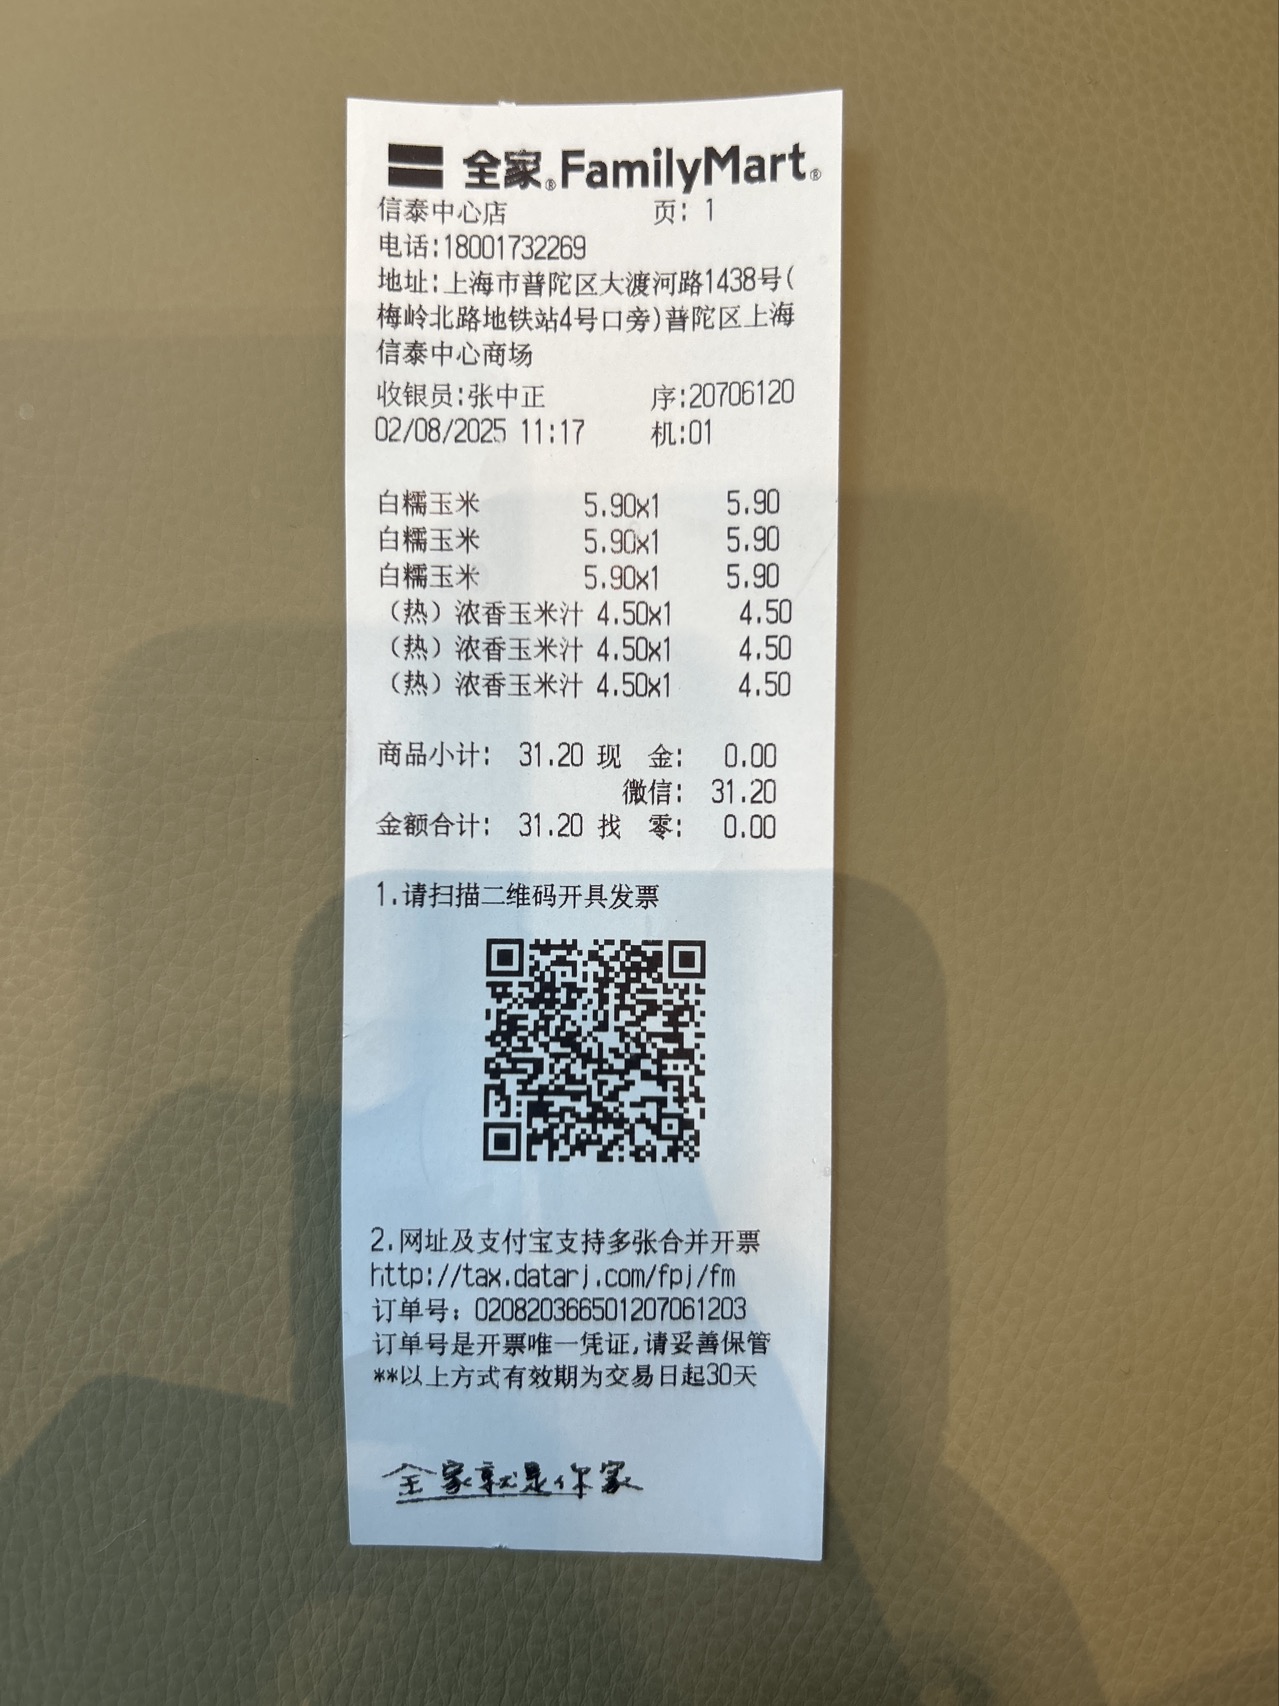 全家® FamilyMart®
信泰中心店 页: 1
电话:18001732269
地址:上海市普陀区大渡河路1438号(
梅岭北路地铁站4号口旁)普陀区上海
信泰中心商场
收银员:张中正 序:20706120
02/08/2025 11:17 机:01
白糯玉米 5.90x1 5.90
白糯玉米 5.90x1 5.90
白糯玉米 5.90x1 5.90
（热）浓香玉米汁 4.50x1 4.50
（热）浓香玉米汁 4.50x1 4.50
（热）浓香玉米汁 4.50x1 4.50
商品小计: 31.20 现 金: 0.00
微信: 31.20
金额合计: 31.20 找 零: 0.00
1.请扫描二维码开具发票
2.网址及支付宝支持多张合并开票
http://tax.datarj.com/fpj/fm
订单号: 020820366501207061203
订单号是开票唯一凭证,请妥善保管
**以上方式有效期为交易日起30天
全家就是你家